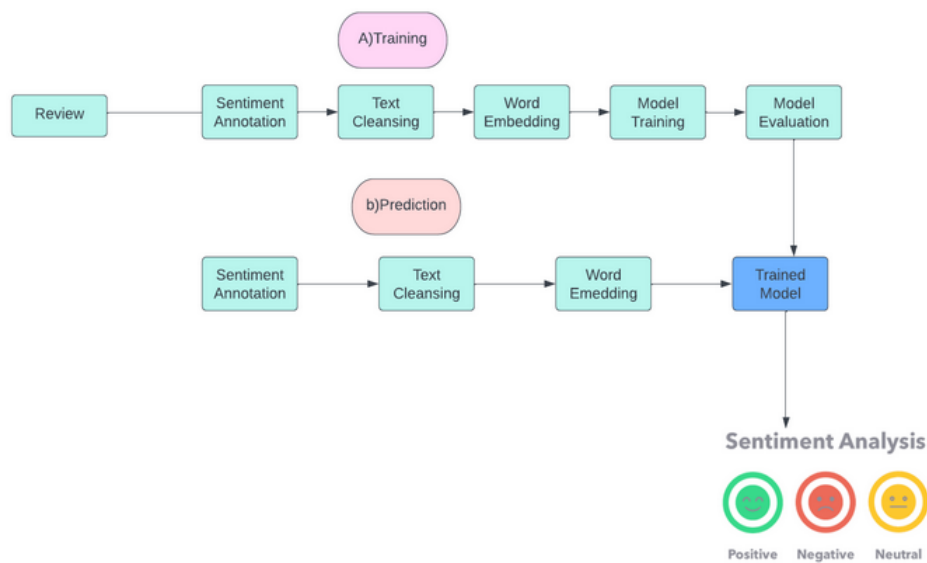 A)Training
Review
Sentiment
Annotation
Text
Cleansing
Word
Embedding
Model
Training
Model
Evaluation
b)Prediction
Sentiment
Annotation
Text
Cleansing
Word
Emedding
Trained
Model
Sentiment Analysis
Positive
Negative
Neutral